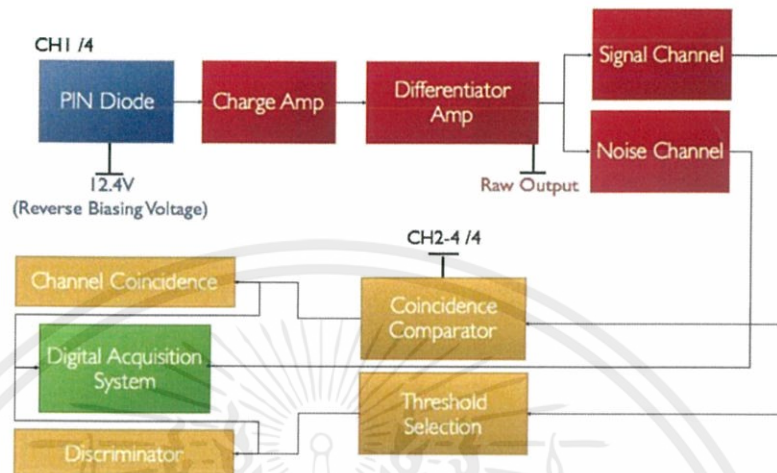 CH1 /4
PIN Diode
Charge Amp
Differentiator
Amp
Signal Channel
Noise Channel
12.4V
(Reverse Biasing Voltage)
Raw Output
CH2-4 /4
Channel Coincidence
Coincidence
Comparator
Digital Acquisition
System
Threshold
Selection
Discriminator